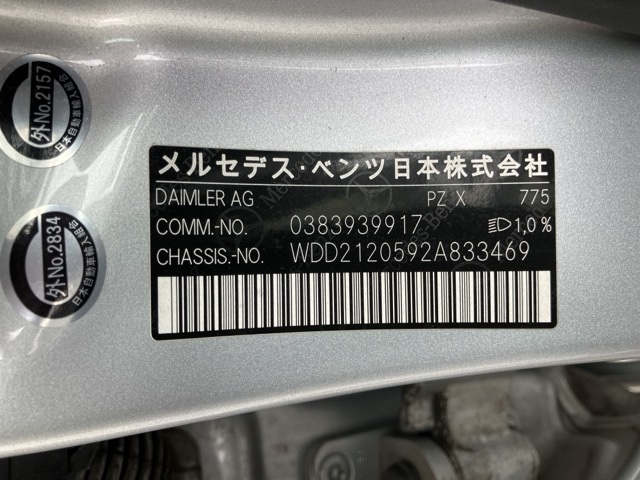 外No.2157
日本自動車輸入組合
外No.2834
日本自動車輸入組合
メルセデス・ベンツ日本株式会社
DAIMLER AG PZ X 775
COMM.-NO. 0383939917 1,0%
CHASSIS.-NO. WDD2120592A833469
Mercedes-Benz